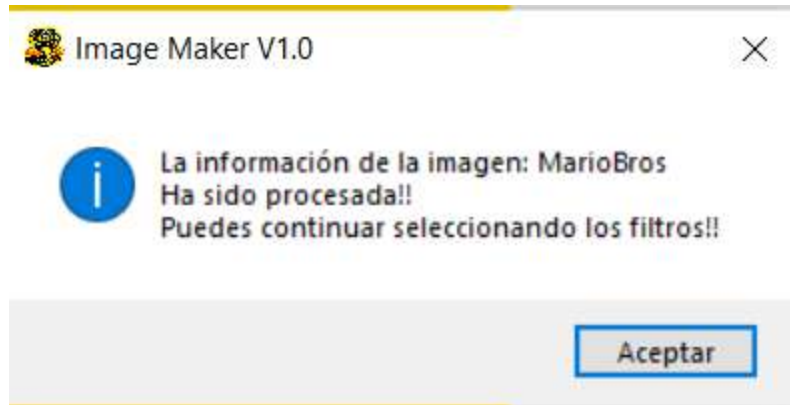 Image Maker V1.0
La información de la imagen: MarioBros
Ha sido procesada!!
Puedes continuar seleccionando los filtros!!
Aceptar